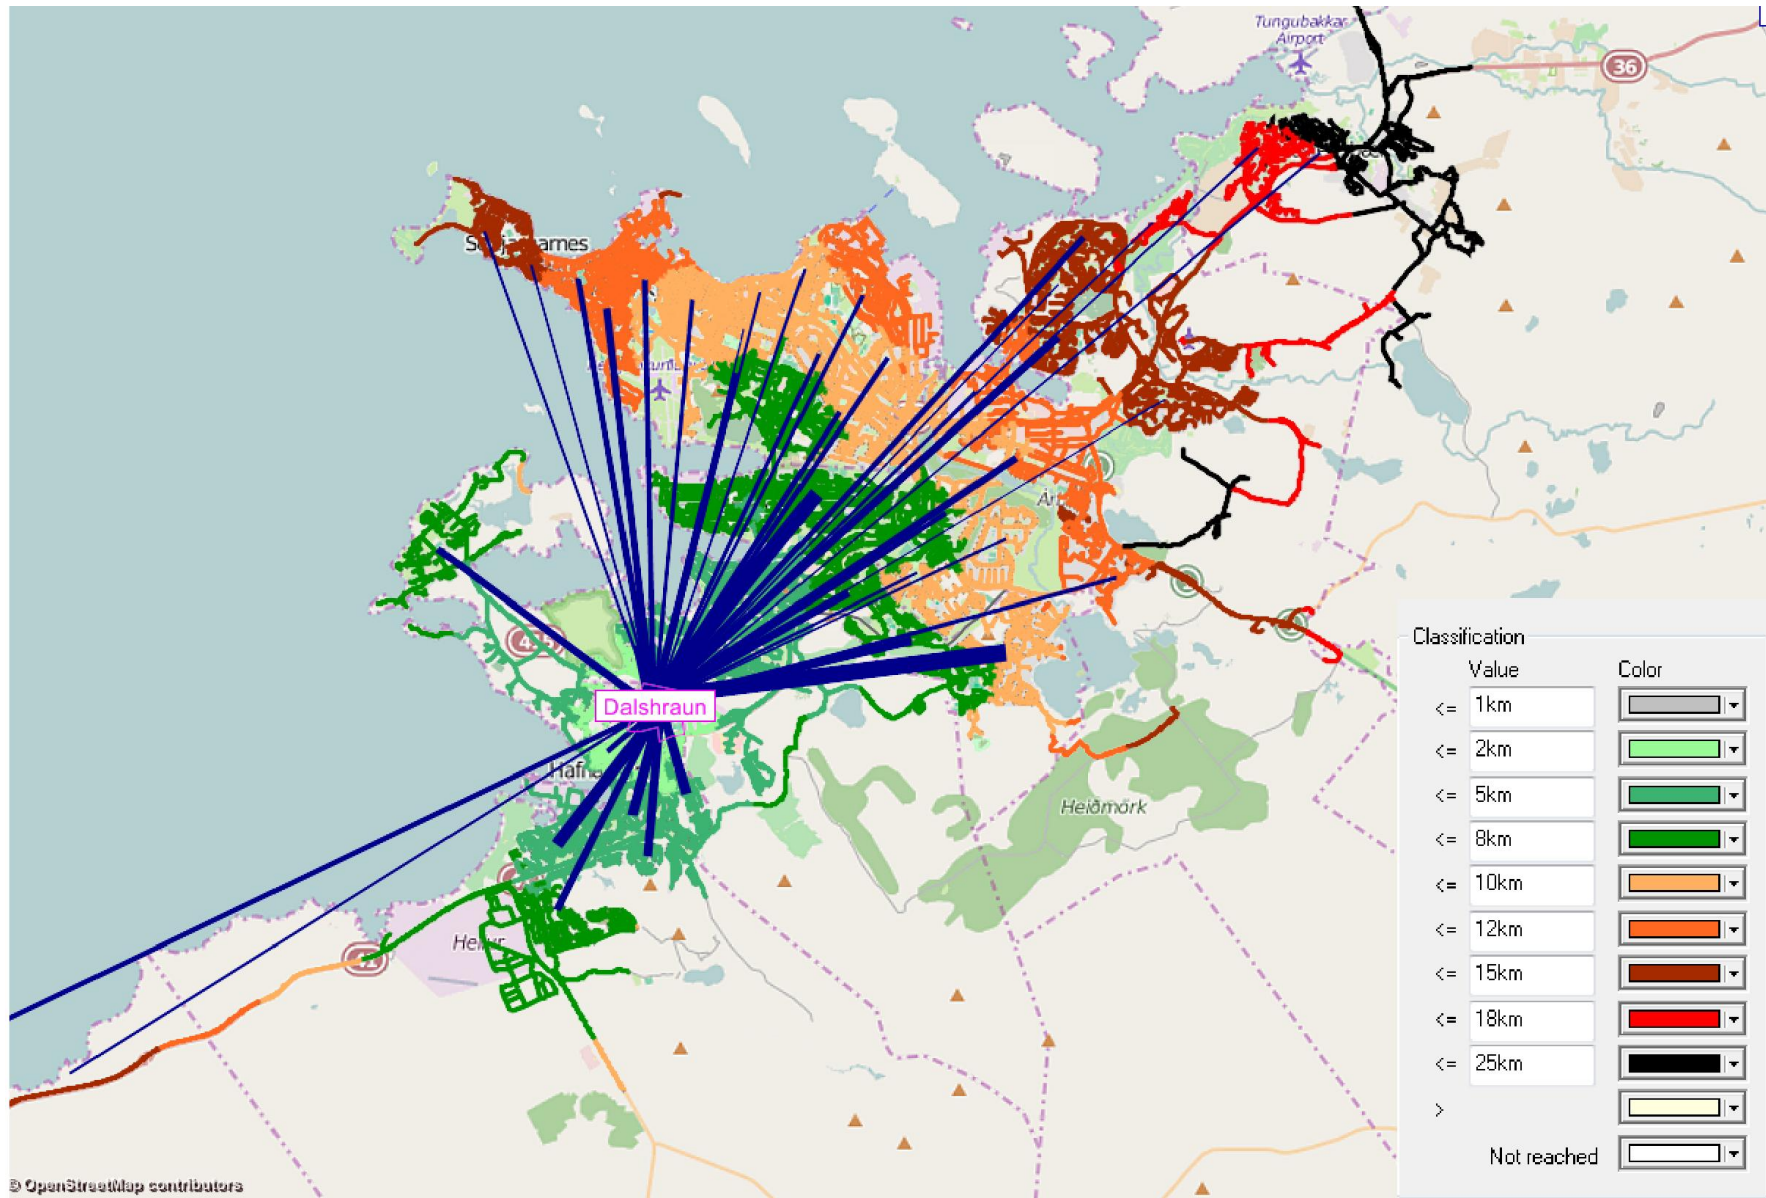 Tungubakkar
Airport
36
Dalshraun
Heiðmörk
Classification
Value Color
<= 1km
<= 2km
<= 5km
<= 8km
<= 10km
<= 12km
<= 15km
<= 18km
<= 25km
>
Not reached
© OpenStreetMap contributors